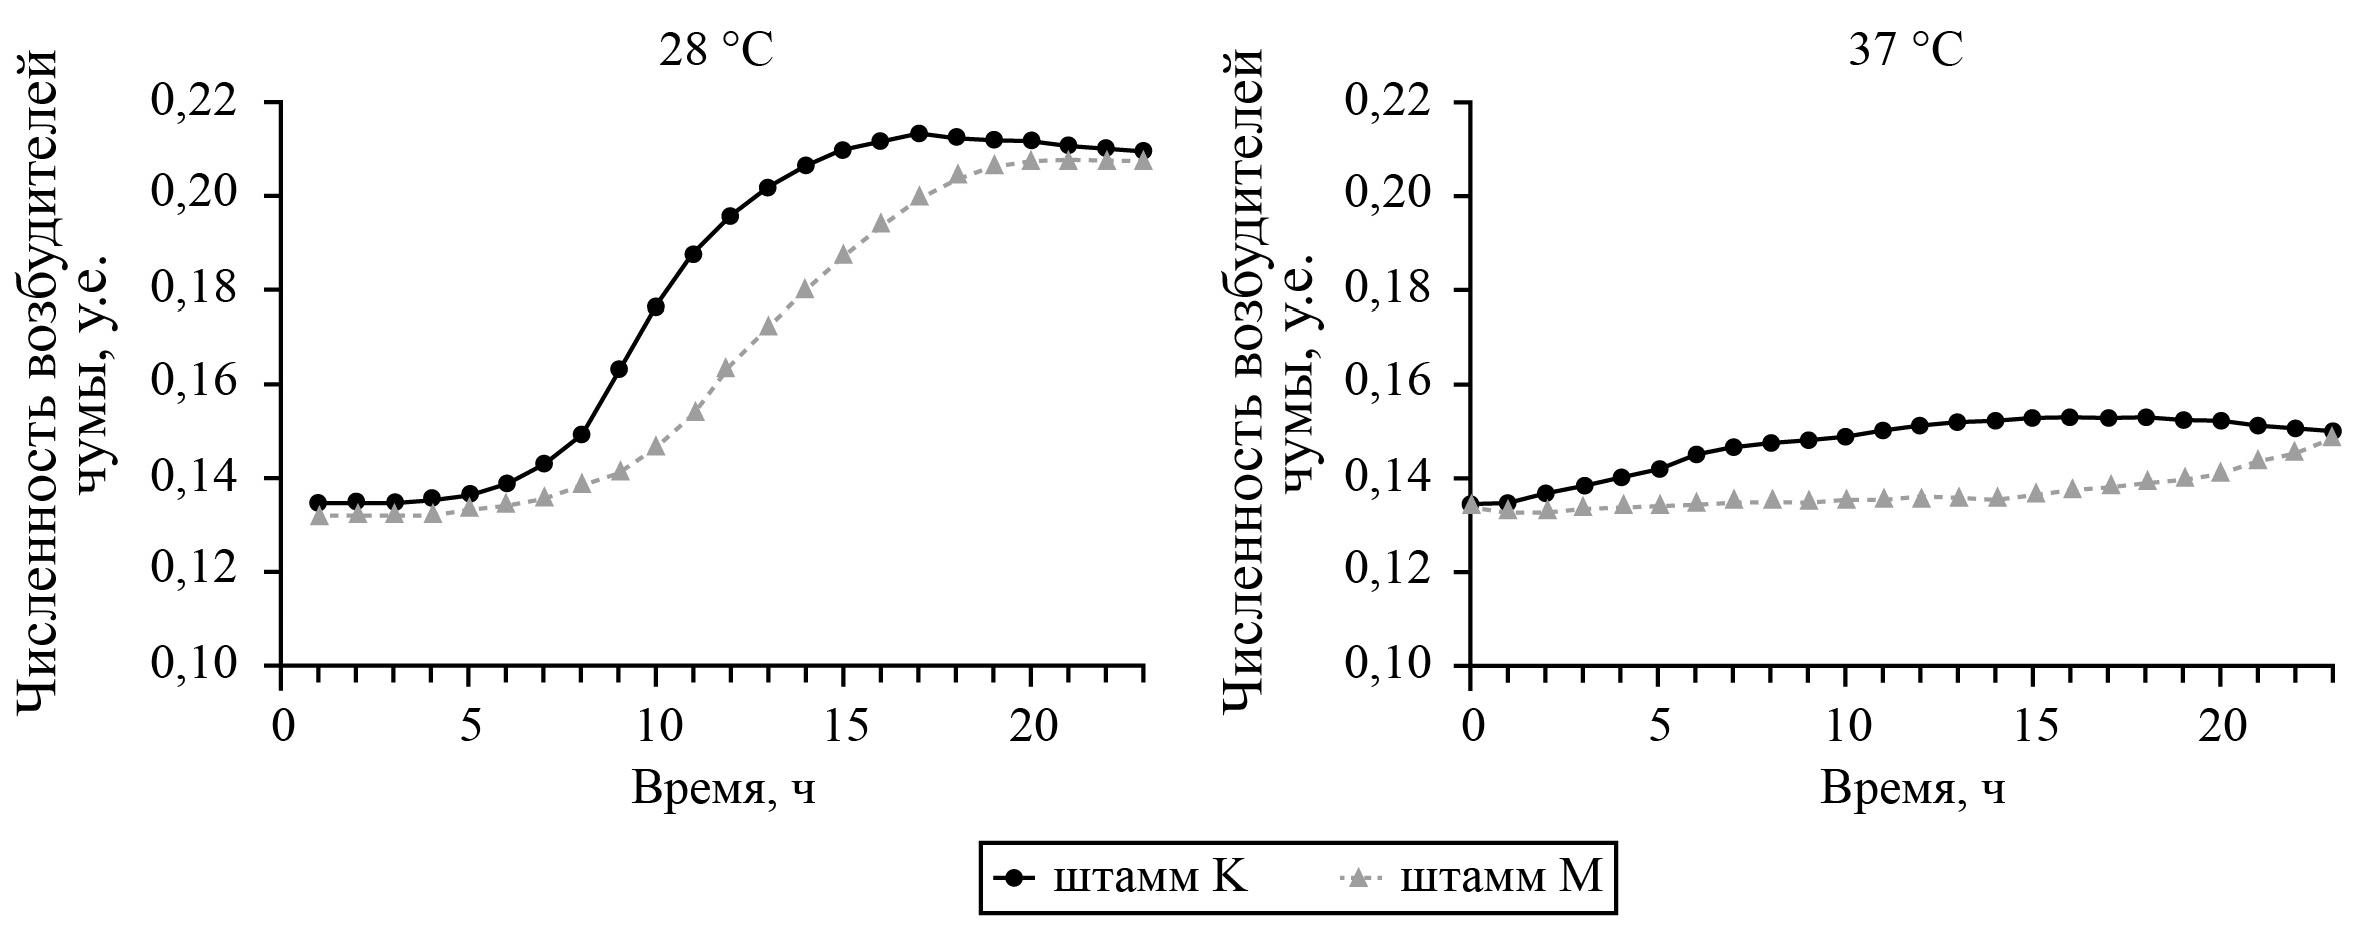 28 °C
Численность возбудителей
чумы, у.е.
0,22
0,20
0,18
0,16
0,14
0,12
0,10
0 5 10 15 20
Время, ч
37 °C
Численность возбудителей
чумы, у.е.
0,22
0,20
0,18
0,16
0,14
0,12
0,10
0 5 10 15 20
Время, ч
штамм K штамм M